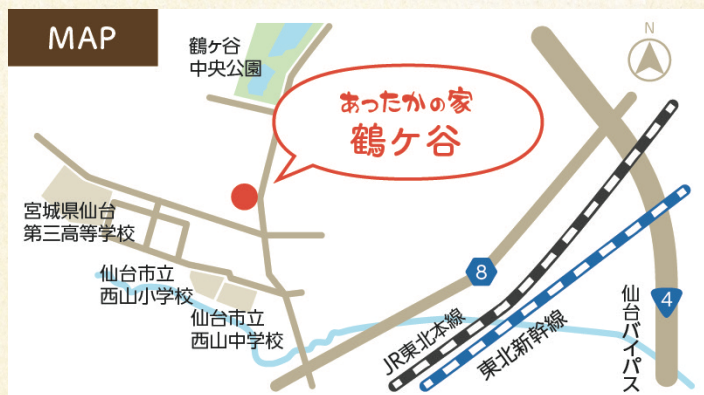 MAP
鶴ヶ谷
中央公園
N
あったかの家
鶴ケ谷
宮城県仙台
第三高等学校
仙台市立
西山小学校
仙台市立
西山中学校
8
JR東北本線
東北新幹線
仙台バイパス
4